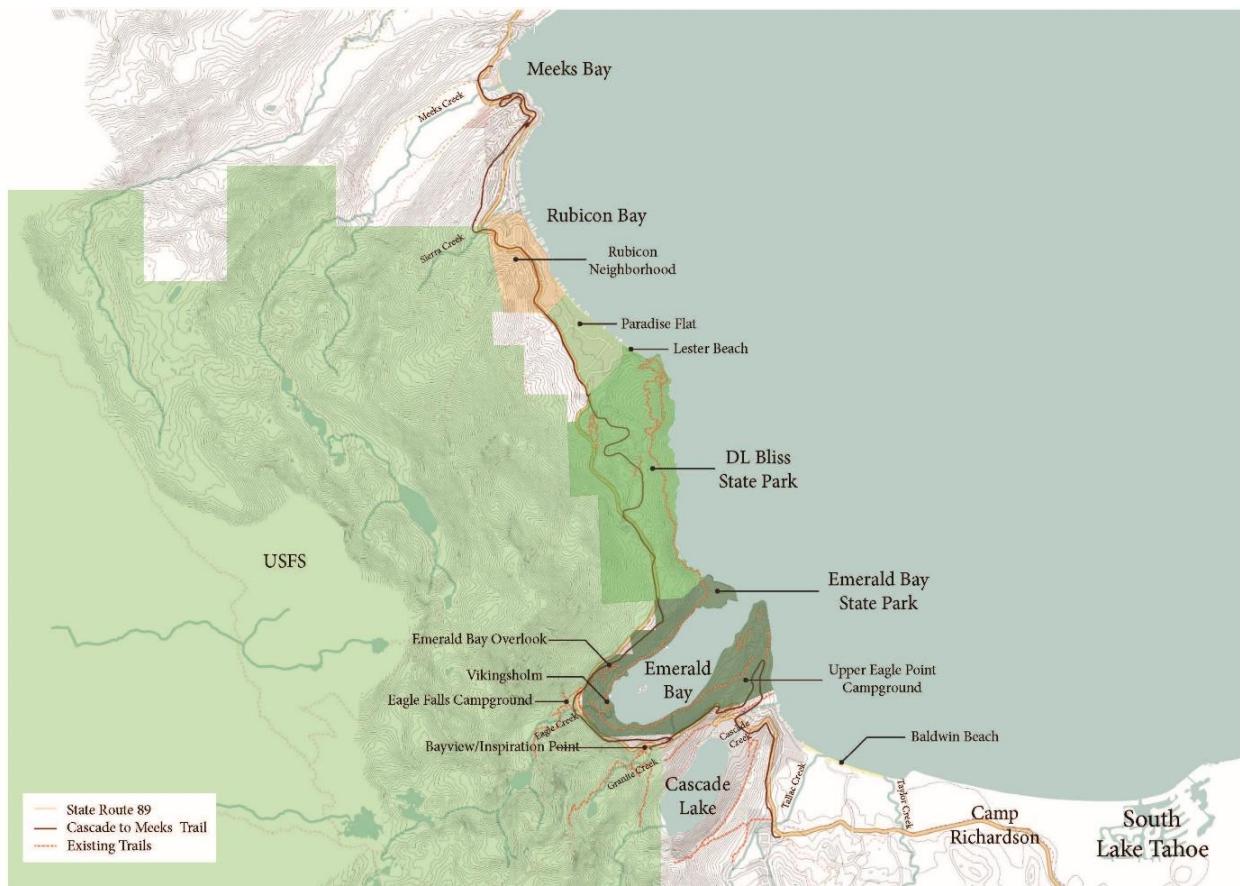 Meeks Bay
Meeks Creek
Rubicon Bay
Sierra Creek
Rubicon
Neighborhood
Paradise Flat
Lester Beach
DL Bliss
State Park
USFS
Emerald Bay
State Park
Emerald Bay Overlook
Vikingsholm
Emerald
Bay
Upper Eagle Point
Campground
Eagle Falls Campground
Eagle Creek
Bayview/Inspiration Point
Cascade
Creek
Baldwin Beach
Granite Creek
Cascade
Lake
Tallac Creek
Taylor Creek
Camp
Richardson
South
Lake Tahoe
State Route 89
Cascade to Meeks Trail
Existing Trails